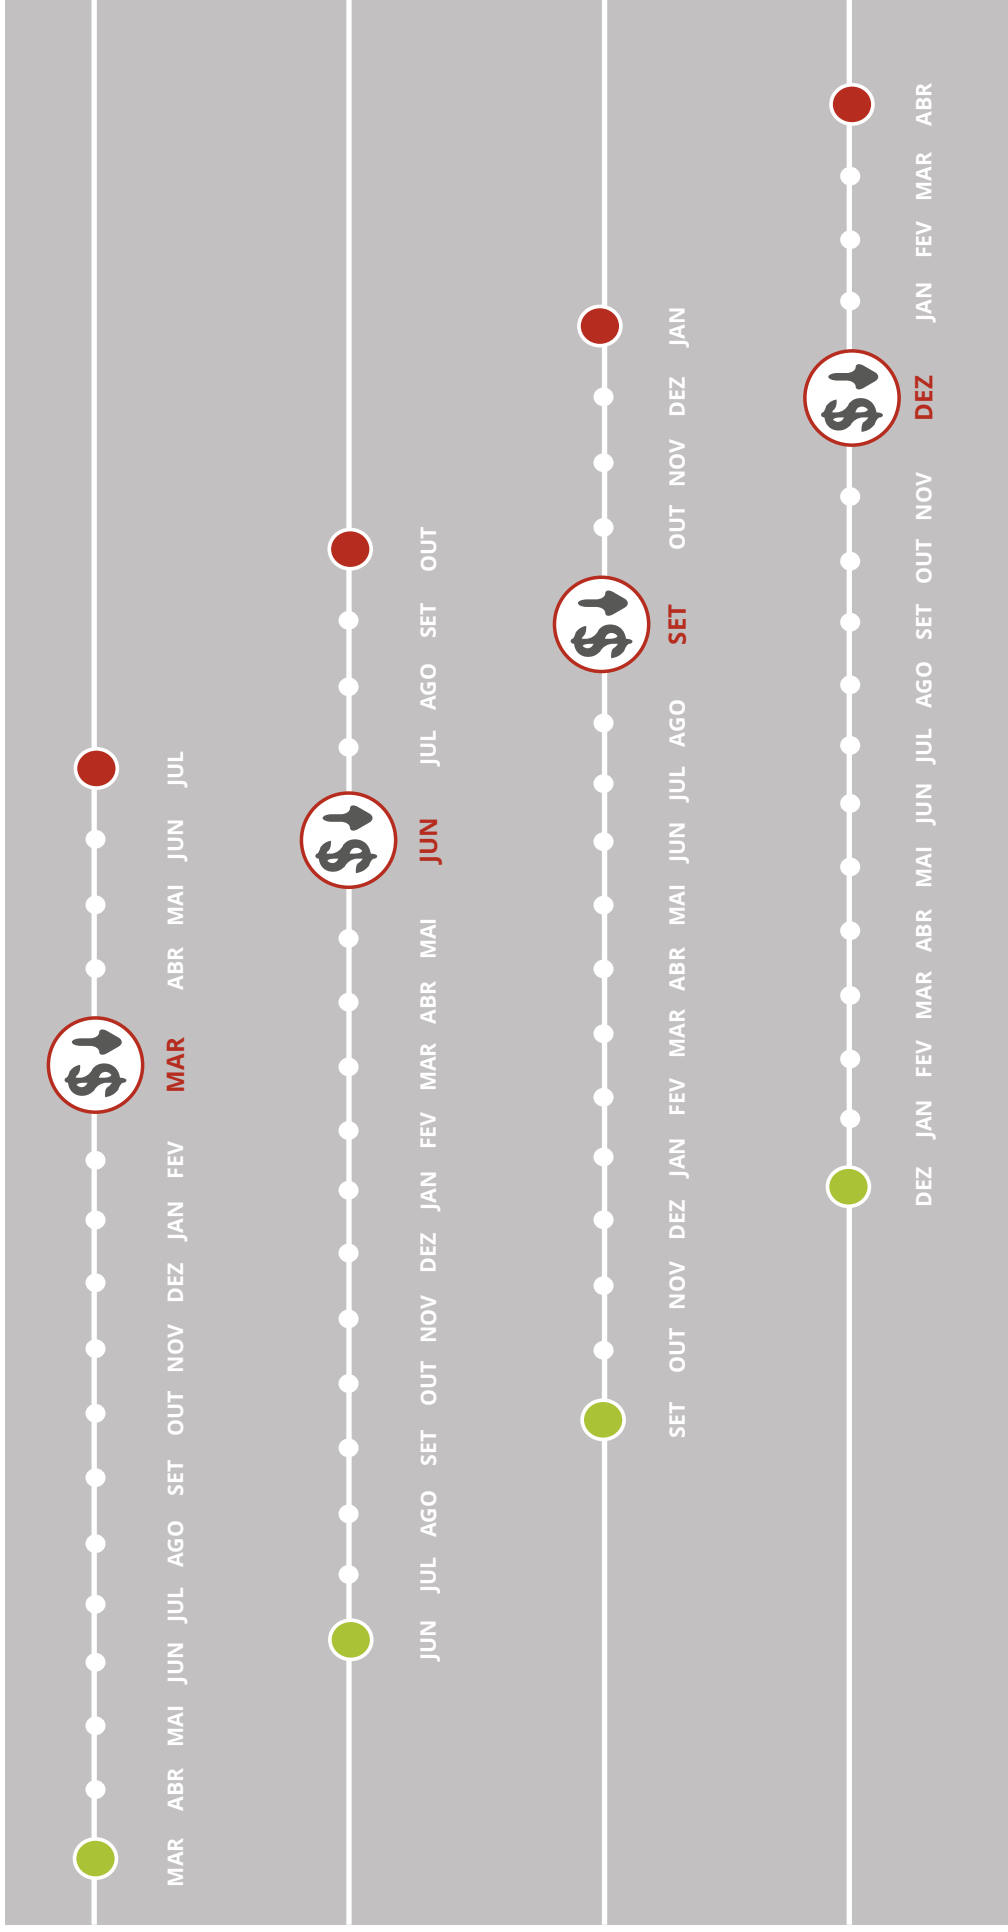 MAR ABR MAI JUN JUL AGO SET OUT NOV DEZ JAN FEV MAR ABR MAI JUN JUL
JUN JUL AGO SET OUT NOV DEZ JAN FEV MAR ABR MAI JUN JUL AGO SET OUT
SET OUT NOV DEZ JAN FEV MAR ABR MAI JUN JUL AGO SET OUT NOV DEZ JAN
DEZ JAN FEV MAR ABR MAI JUN JUL AGO SET OUT NOV DEZ JAN FEV MAR ABR
$
$
$
$